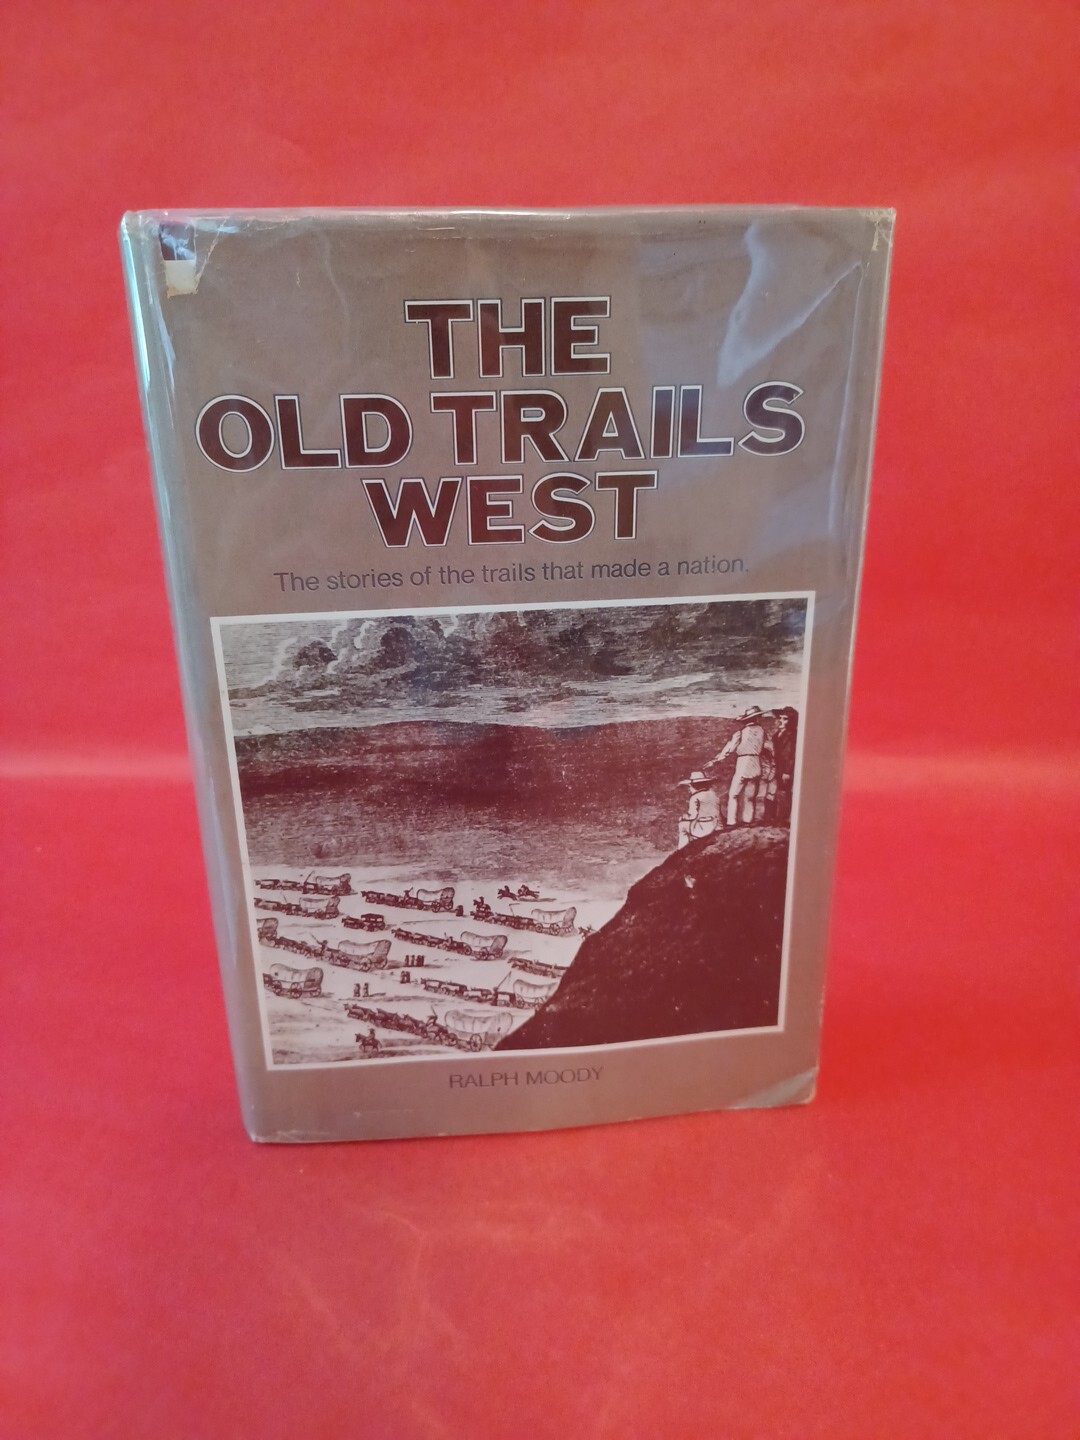 THE
OLD TRAILS
WEST
The stories of the trails that made a nation.
RALPH MOODY